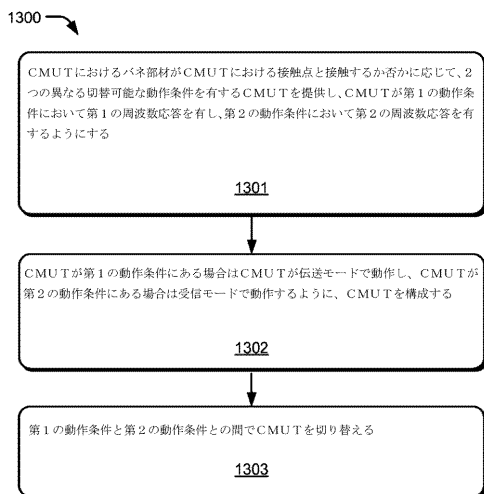 1300
CMUTにおけるバネ部材がCMUTにおける接触点と接触するか否かに応じて、2
つの異なる切替可能な動作条件を有するCMUTを提供し、CMUTが第1の動作条
件において第1の周波数応答を有し、第2の動作条件において第2の周波数応答を有
するようにする
1301
CMUTが第1の動作条件にある場合はCMUTが伝送モードで動作し、CMUTが
第2の動作条件にある場合は受信モードで動作するように、CMUTを構成する
1302
第1の動作条件と第2の動作条件との間でCMUTを切り替える
1303